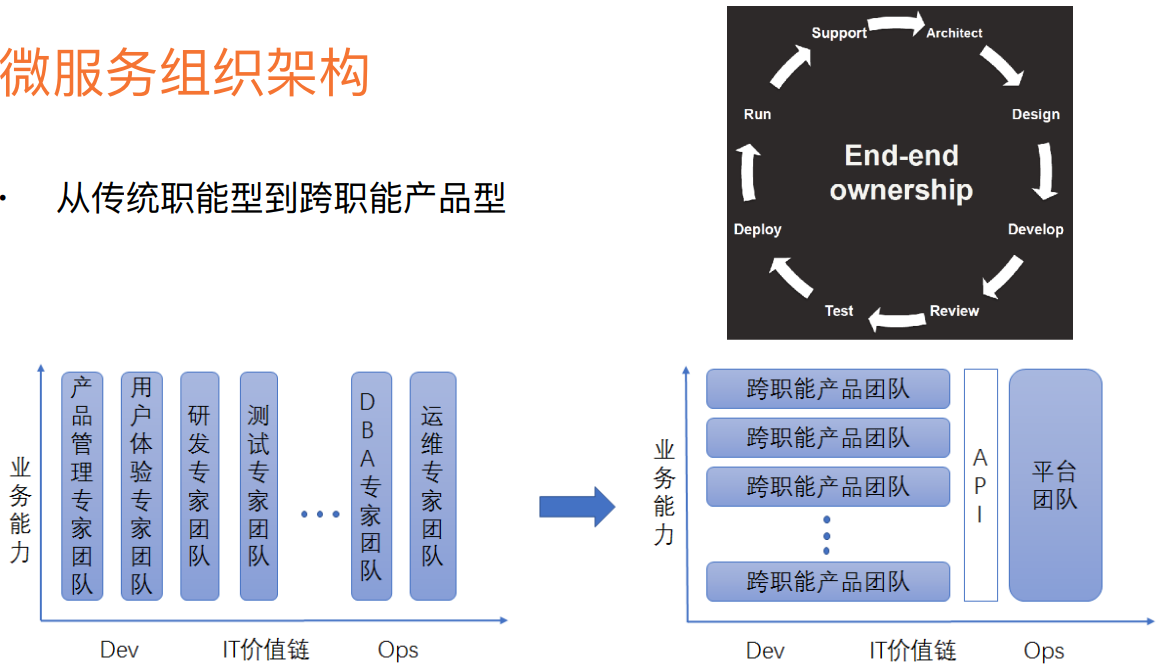 微服务组织架构
• 从传统职能型到跨职能产品型
Support
Architect
Design
Develop
Review
Test
Deploy
Run
End-end
ownership
业务能力
产品管理专家团队
用户体验专家团队
研发专家团队
测试专家团队
...
DBA专家团队
运维专家团队
Dev
IT价值链
Ops
业务能力
跨职能产品团队
跨职能产品团队
跨职能产品团队
跨职能产品团队
API
平台
团队
Dev
IT价值链
Ops